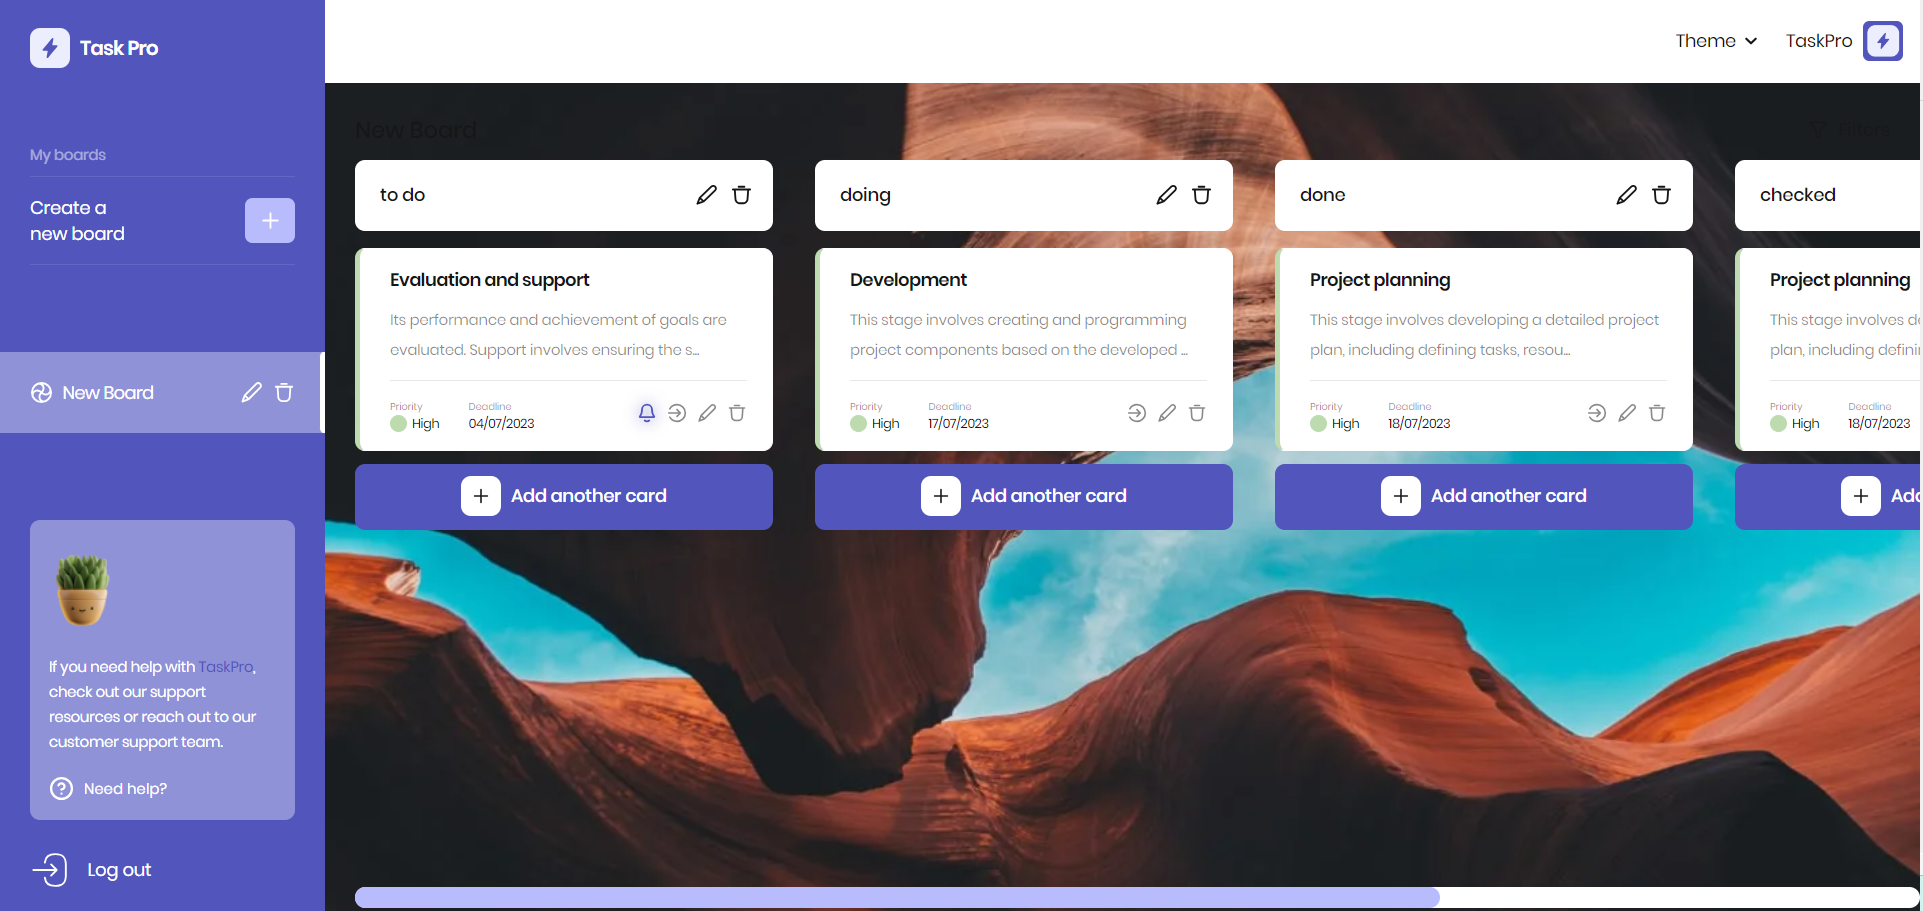 Task Pro
Theme
TaskPro
My boards
Create a
new board
New Board
If you need help with TaskPro,
check out our support
resources or reach out to our
customer support team.
Need help?
Log out
New Board
Filters
to do
Evaluation and support
Its performance and achievement of goals are
evaluated. Support involves ensuring the s...
Priority
High
Deadline
04/07/2023
Add another card
doing
Development
This stage involves creating and programming
project components based on the developed ...
Priority
High
Deadline
17/07/2023
Add another card
done
Project planning
This stage involves developing a detailed project
plan, including defining tasks, resou...
Priority
High
Deadline
18/07/2023
Add another card
checked
Project planning
This stage involves
plan, including
Priority
High
Deadline
18/07/2023